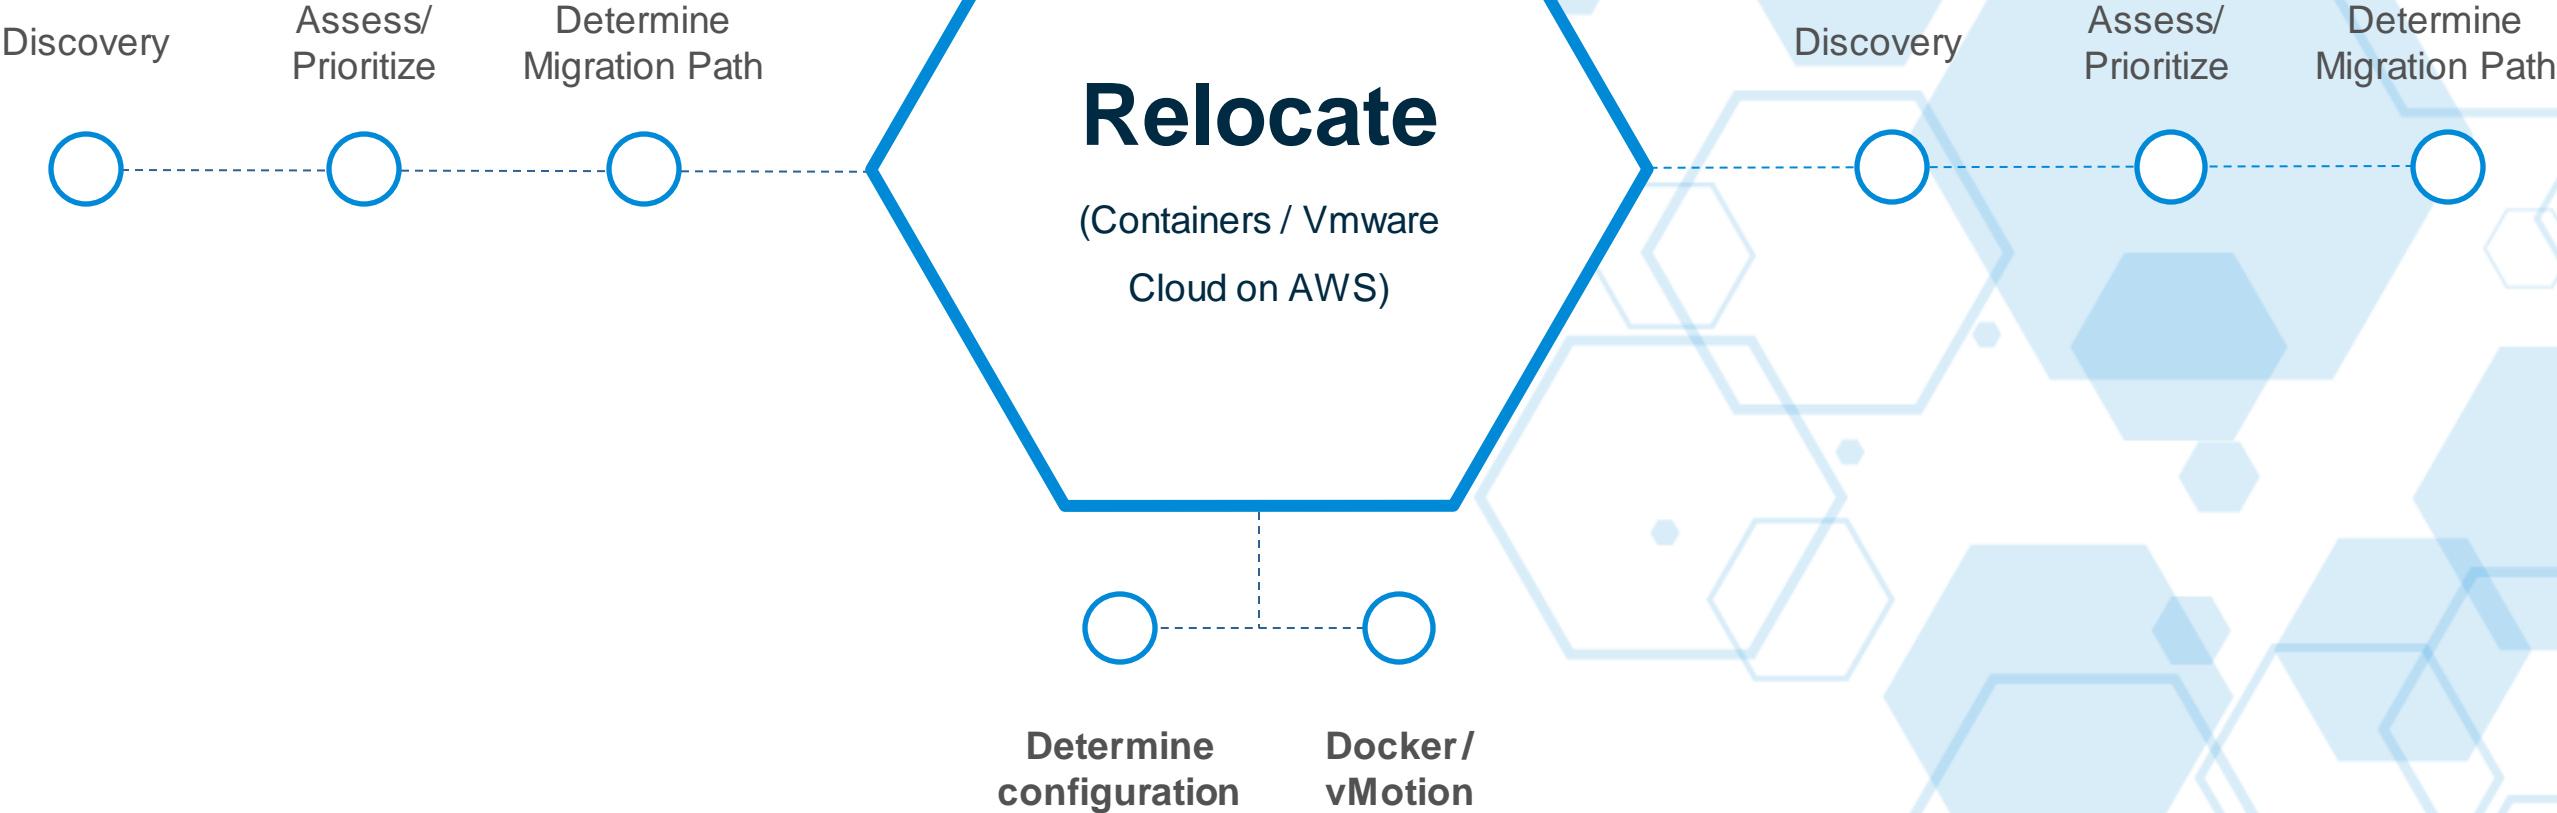 Discovery
Assess/
Prioritize
Determine
Migration Path
Relocate
(Containers / Vmware
Cloud on AWS)
Discovery
Assess/
Prioritize
Determine
Migration Path
Determine
configuration
Docker /
vMotion